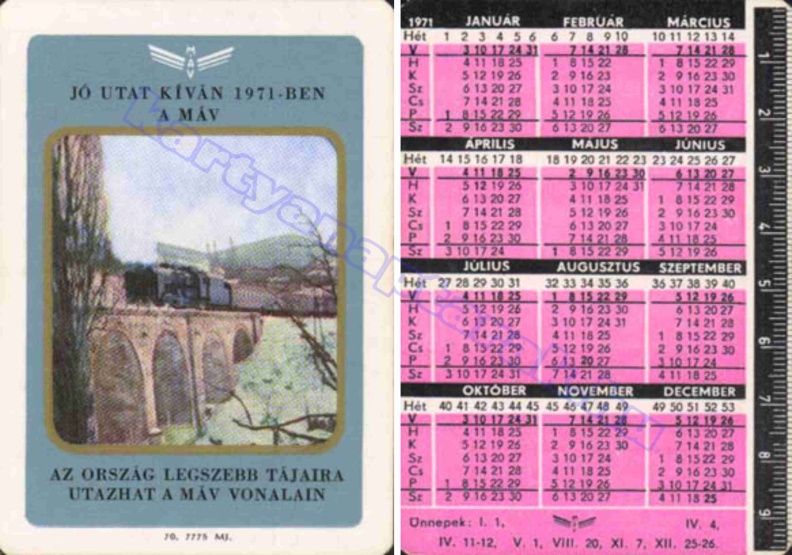 MÁV
JÓ UTAT KÍVÁN 1971-BEN
A MÁV
AZ ORSZÁG LEGSZEBB TÁJAIRA
UTAZHAT A MÁV VONALAIN
70. 7775 MJ.
kartyanaptarak
1971 JANUÁR FEBRUÁR MÁRCIUS
Hét 1 2 3 4 5 6 6 7 8 9 10 10 11 12 13 14
V 3 10 17 24 31 7 14 21 28 7 14 21 28
H 4 11 18 25 1 8 15 22 1 8 15 22 29
K 5 12 19 26 2 9 16 23 2 9 16 23 30
Sz 6 13 20 27 3 10 17 24 3 10 17 24 31
Cs 7 14 21 28 4 11 18 25 4 11 18 25
P 1 8 15 22 29 5 12 19 26 5 12 19 26
Sz 2 9 16 23 30 6 13 20 27 6 13 20 27
ÁPRILIS MÁJUS JÚNIUS
Hét 14 15 16 17 18 18 19 20 21 22 23 23 24 25 26 27
V 4 11 18 25 2 9 16 23 30 6 13 20 27
H 5 12 19 26 3 10 17 24 31 7 14 21 28
K 6 13 20 27 4 11 18 25 1 8 15 22 29
Sz 7 14 21 28 5 12 19 26 2 9 16 23 30
Cs 1 8 15 22 29 6 13 20 27 3 10 17 24
P 2 9 16 23 30 7 14 21 28 4 11 18 25
Sz 3 10 17 24 1 8 15 22 29 5 12 19 26
JÚLIUS AUGUSZTUS SZEPTEMBER
Hét 27 28 29 30 31 32 33 34 35 36 36 37 38 39 40
V 4 11 18 25 1 8 15 22 29 5 12 19 26
H 5 12 19 26 2 9 16 23 30 6 13 20 27
K 6 13 20 27 3 10 17 24 31 7 14 21 28
Sz 7 14 21 28 4 11 18 25 1 8 15 22 29
Cs 1 8 15 22 29 5 12 19 26 2 9 16 23 30
P 2 9 16 23 30 6 13 20 27 3 10 17 24
Sz 3 10 17 24 31 7 14 21 28 4 11 18 25
OKTÓBER NOVEMBER DECEMBER
Hét 40 41 42 43 44 45 45 46 47 48 49 49 50 51 52 53
V 3 10 17 24 31 7 14 21 28 5 12 19 26
H 4 11 18 25 1 8 15 22 29 6 13 20 27
K 5 12 19 26 2 9 16 23 30 7 14 21 28
Sz 6 13 20 27 3 10 17 24 1 8 15 22 29
Cs 7 14 21 28 4 11 18 25 2 9 16 23 30
P 1 8 15 22 29 5 12 19 26 3 10 17 24 31
Sz 2 9 16 23 30 6 13 20 27 4 11 18 25
Ünnepek: I. 1, IV. 4,
IV. 11-12, V. 1, VIII. 20, XI. 7, XII. 25-26.
1
2
3
4
5
6
7
8
9